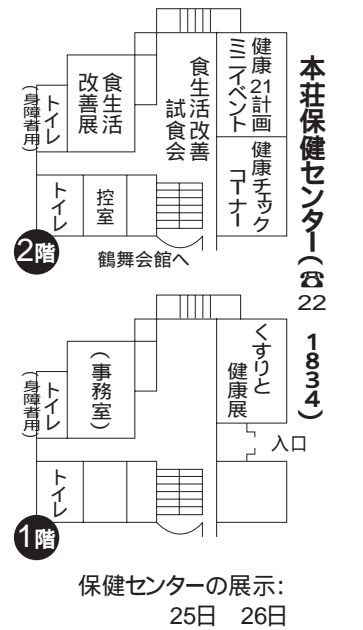 本荘保健センター(☎22 1834)
健康21計画
ミニイベント
健康チェック
コーナー
食生活改善
試食会
食生活
改善展
トイレ
(身障者用)
トイレ
控室
2階
鶴舞会館へ
くすりと
健康展
(事務室)
トイレ
(身障者用)
入口
トイレ
1階
保健センターの展示:
25日 26日